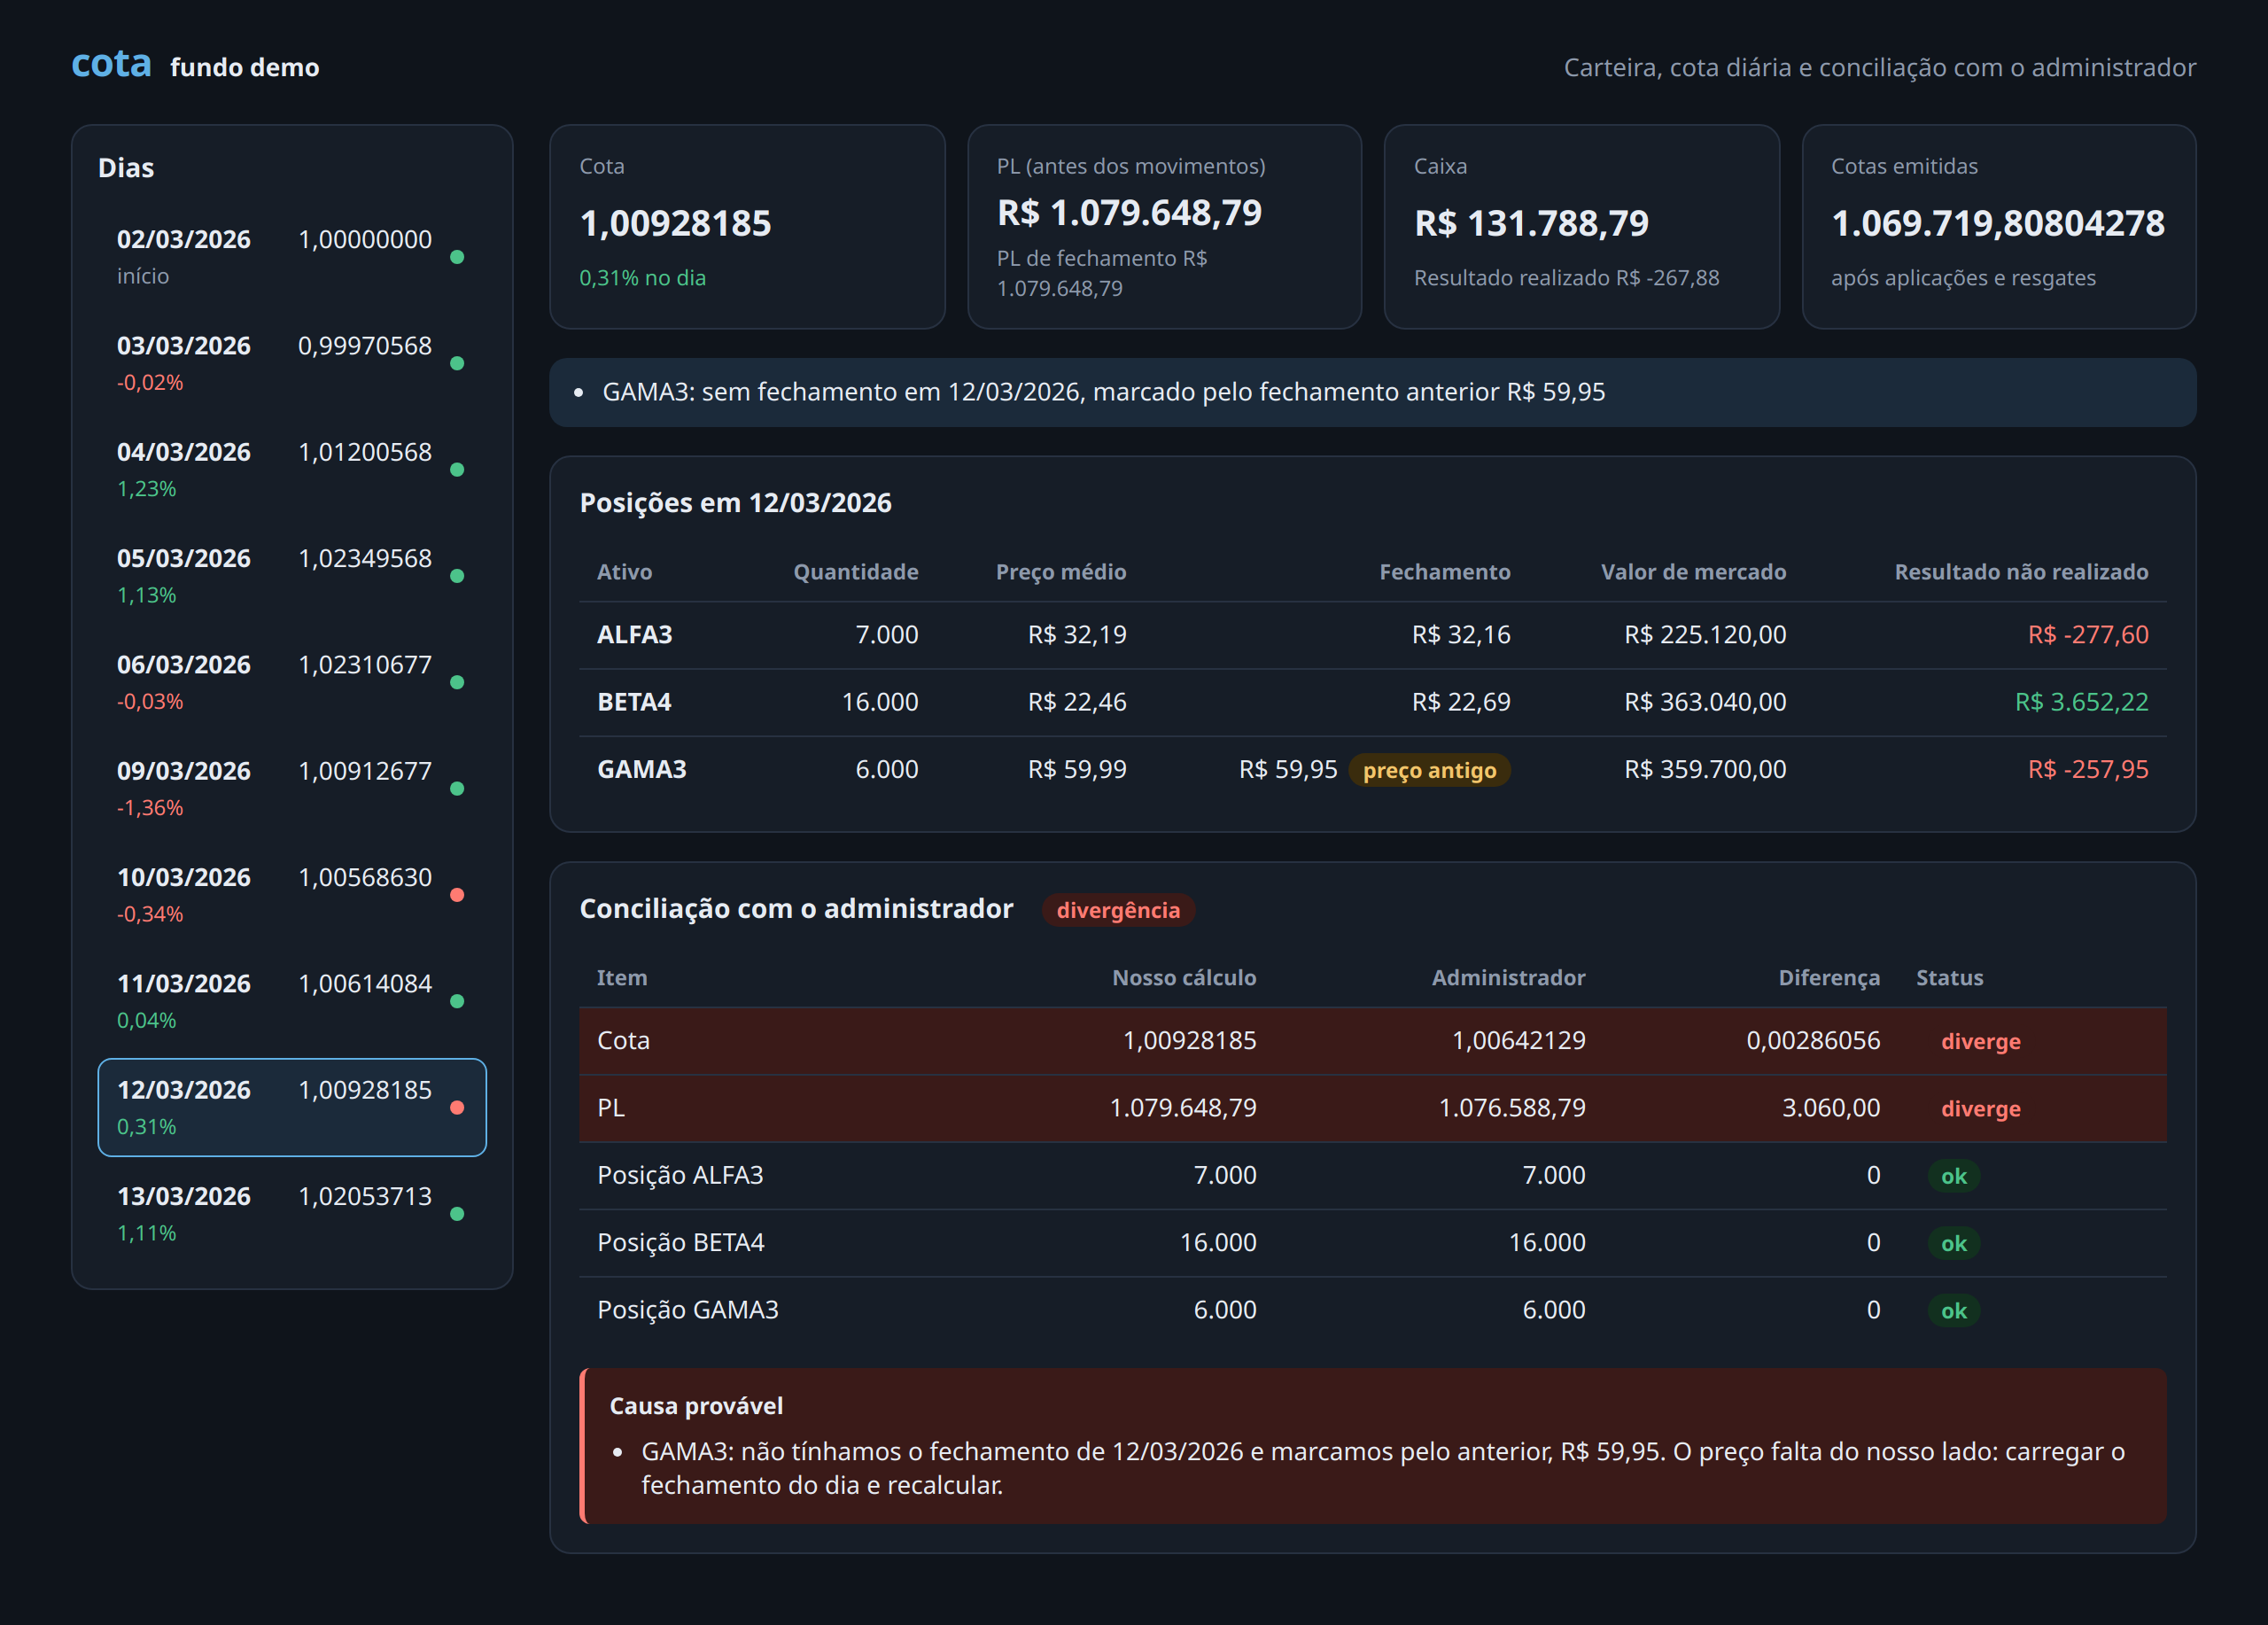 cota fundo demo
Carteira, cota diária e conciliação com o administrador
Dias
02/03/2026 1,00000000
início
03/03/2026 0,99970568
-0,02%
04/03/2026 1,01200568
1,23%
05/03/2026 1,02349568
1,13%
06/03/2026 1,02310677
-0,03%
09/03/2026 1,00912677
-1,36%
10/03/2026 1,00568630
-0,34%
11/03/2026 1,00614084
0,04%
12/03/2026 1,00928185
0,31%
13/03/2026 1,02053713
1,11%
Cota
1,00928185
0,31% no dia
PL (antes dos movimentos)
R$ 1.079.648,79
PL de fechamento R$
1.079.648,79
Caixa
R$ 131.788,79
Resultado realizado R$ -267,88
Cotas emitidas
1.069.719,80804278
após aplicações e resgates
• GAMA3: sem fechamento em 12/03/2026, marcado pelo fechamento anterior R$ 59,95
Posições em 12/03/2026
Ativo Quantidade Preço médio Fechamento Valor de mercado Resultado não realizado
ALFA3 7.000 R$ 32,19 R$ 32,16 R$ 225.120,00 R$ -277,60
BETA4 16.000 R$ 22,46 R$ 22,69 R$ 363.040,00 R$ 3.652,22
GAMA3 6.000 R$ 59,99 R$ 59,95 preço antigo R$ 359.700,00 R$ -257,95
Conciliação com o administrador divergência
Item Nosso cálculo Administrador Diferença Status
Cota 1,00928185 1,00642129 0,00286056 diverge
PL 1.079.648,79 1.076.588,79 3.060,00 diverge
Posição ALFA3 7.000 7.000 0 ok
Posição BETA4 16.000 16.000 0 ok
Posição GAMA3 6.000 6.000 0 ok
Causa provável
• GAMA3: não tínhamos o fechamento de 12/03/2026 e marcamos pelo anterior, R$ 59,95. O preço falta do nosso lado: carregar o
fechamento do dia e recalcular.